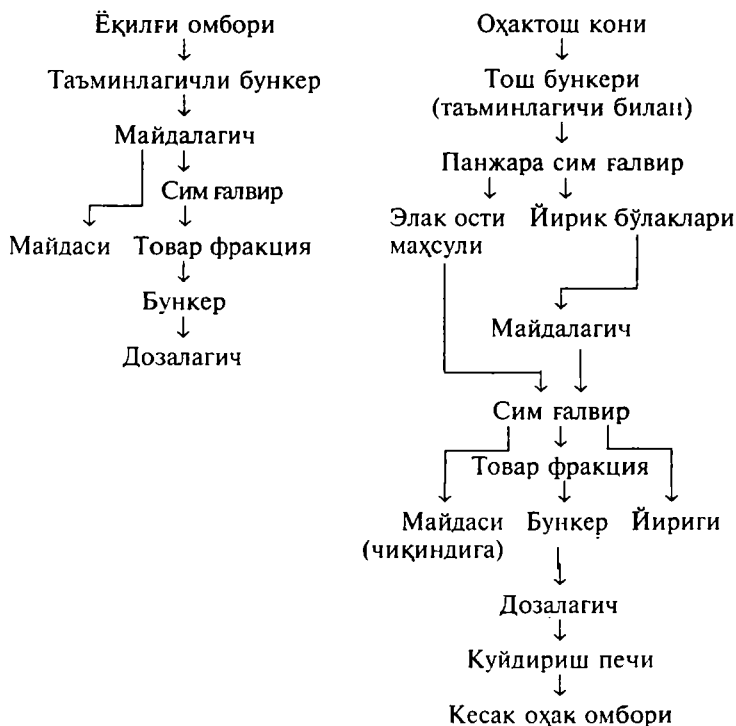 Ёқилғи омбори
Таъминлагичли бункер
Майдалагич
Сим ғалвир
Майдаси Товар фракция
Бункер
Дозалагич
Оҳактош кони
Тош бункери
(таъминлагичи билан)
Панжара сим ғалвир
Элак ости Йирик бўлаклари
маҳсули
Майдалагич
Сим ғалвир
Товар фракция
Майдаси Бункер Йириги
(чиқиндига)
Дозалагич
Куйдириш печи
Кесак оҳак омбори